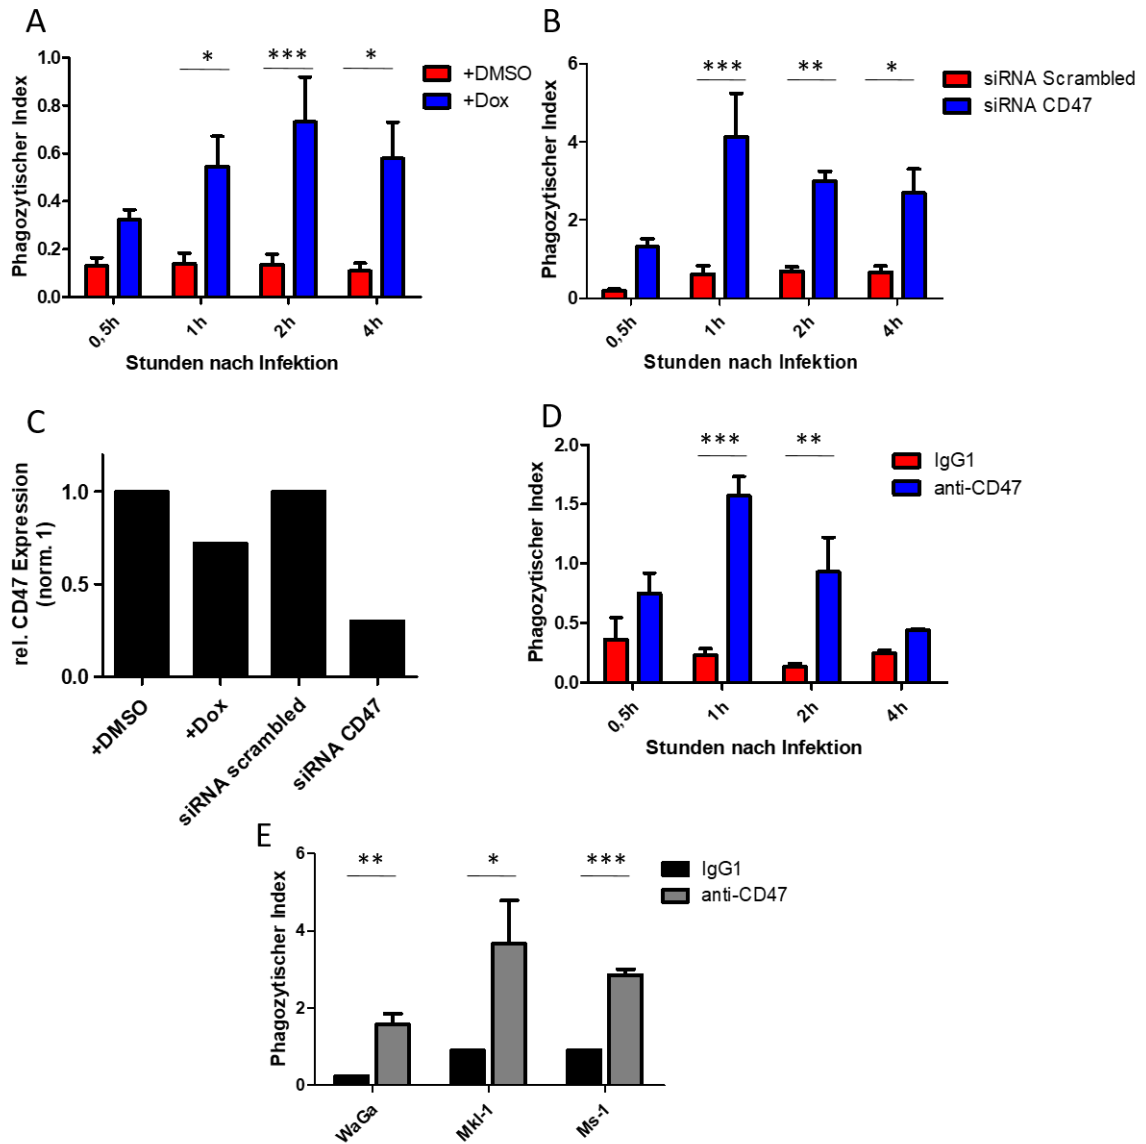 A
1.0
0.8
0.6
0.4
0.2
0.0
Phagozytischer Index
* *** *
+DMSO
+Dox
0,5h 1h 2h 4h
Stunden nach Infektion
B
6
4
2
0
Phagozytischer Index
*** ** *
siRNA Scrambled
siRNA CD47
0,5h 1h 2h 4h
Stunden nach Infektion
C
rel. CD47 Expression
(norm. 1)
1.0
0.5
0.0
+DMSO
+Dox
siRNA scrambled
siRNA CD47
D
2.0
1.5
1.0
0.5
0.0
Phagozytischer Index
*** **
IgG1
anti-CD47
0,5h 1h 2h 4h
Stunden nach Infektion
E
6
4
2
0
Phagozytischer Index
** * ***
IgG1
anti-CD47
WaGa
Mkl-1
Ms-1